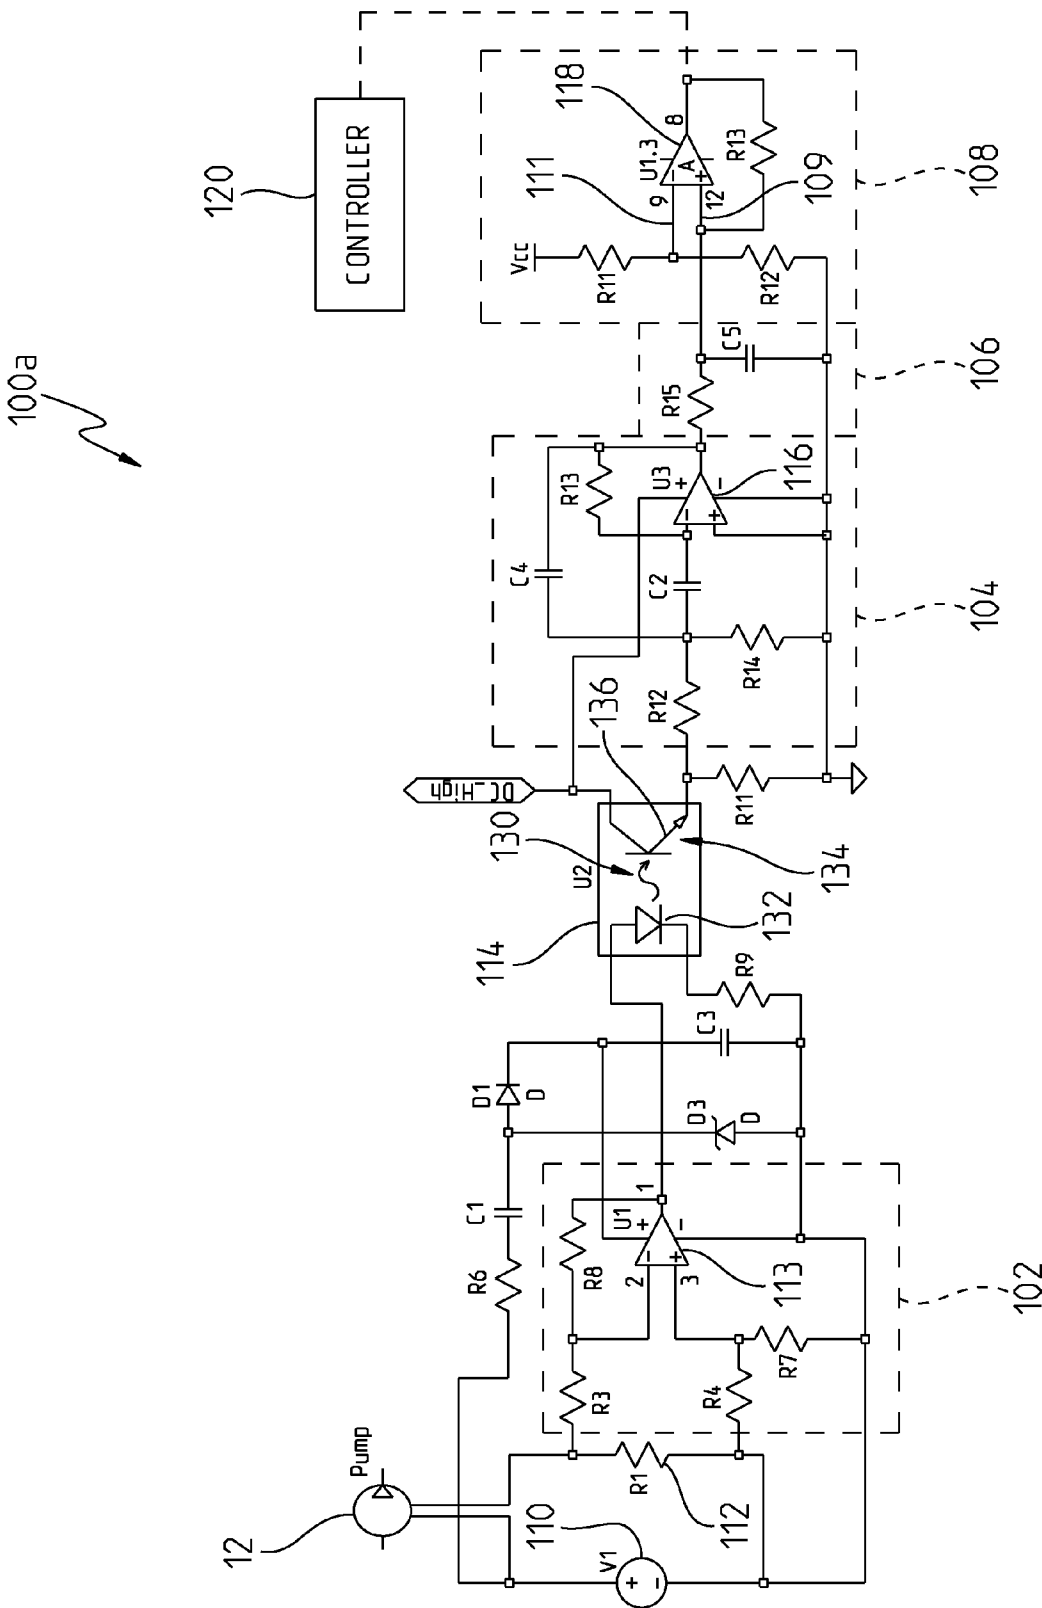 100a
120
CONTROLLER
118
111
U1.3
8
A
9
12
-
+
R13
109
108
Vcc
R11
R12
C5
106
R15
U3
+
-
-
+
116
R13
C4
C2
104
R14
R12
136
DC_High
130
U2
134
132
114
R11
R9
C3
D1
D
D3
D
C1
R6
1
U1
+
-
-
+
2
3
R8
113
102
R7
R3
R4
R1
112
Pump
12
110
V1
+
-